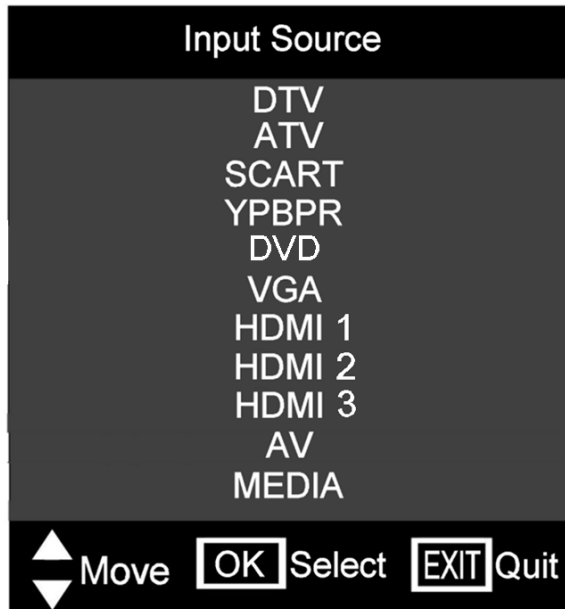 Input Source
DTV
ATV
SCART
YPBPR
DVD
VGA
HDMI 1
HDMI 2
HDMI 3
AV
MEDIA
Move OK Select EXIT Quit